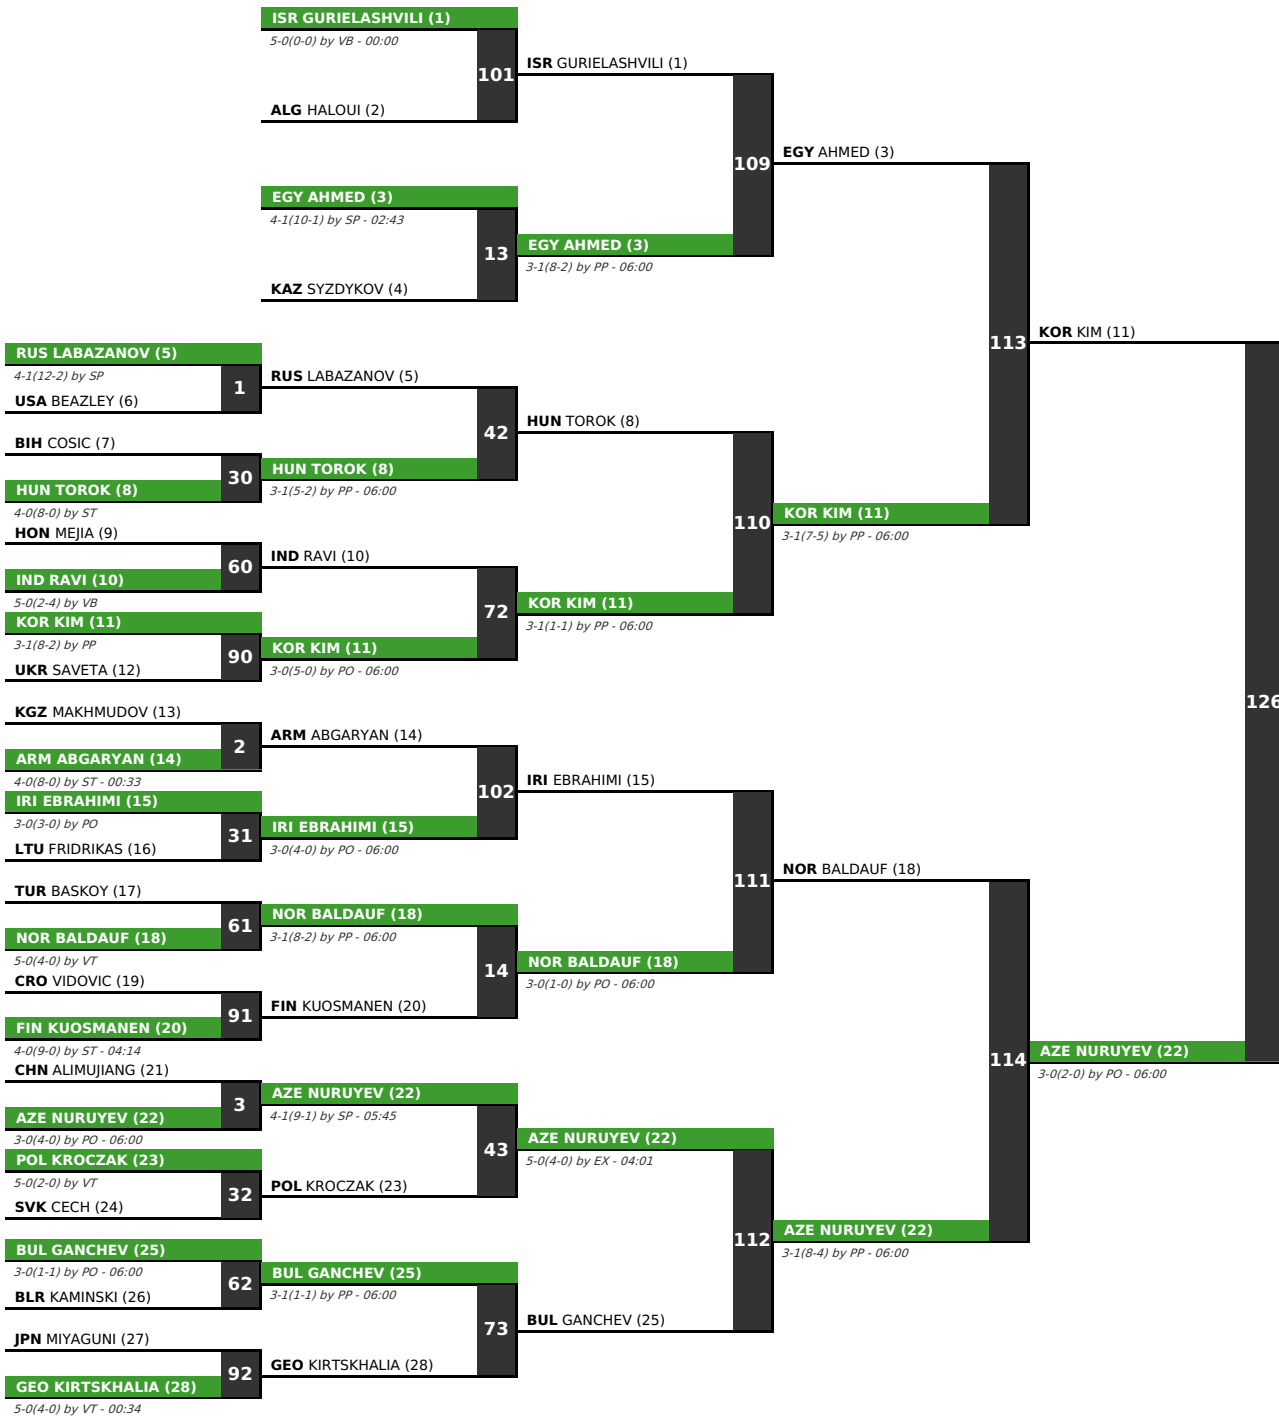 ISR GURIELASHVILI (1)
5-0(0-0) by VB - 00:00
101
ISR GURIELASHVILI (1)
ALG HALOUI (2)
109
EGY AHMED (3)
EGY AHMED (3)
4-1(10-1) by SP - 02:43
13
EGY AHMED (3)
3-1(8-2) by PP - 06:00
KAZ SYZDYKOV (4)
113
KOR KIM (11)
RUS LABAZANOV (5)
4-1(12-2) by SP
1
RUS LABAZANOV (5)
USA BEAZLEY (6)
42
HUN TOROK (8)
BIH COSIC (7)
30
HUN TOROK (8)
3-1(5-2) by PP - 06:00
HUN TOROK (8)
4-0(8-0) by ST
110
KOR KIM (11)
3-1(7-5) by PP - 06:00
HON MEJIA (9)
60
IND RAVI (10)
IND RAVI (10)
5-0(2-4) by VB
72
KOR KIM (11)
3-1(1-1) by PP - 06:00
KOR KIM (11)
3-1(8-2) by PP
90
KOR KIM (11)
3-0(5-0) by PO - 06:00
UKR SAVETA (12)
126
KGZ MAKHMUDOV (13)
2
ARM ABGARYAN (14)
ARM ABGARYAN (14)
4-0(8-0) by ST - 00:33
102
IRI EBRAHIMI (15)
IRI EBRAHIMI (15)
3-0(3-0) by PO
31
IRI EBRAHIMI (15)
3-0(4-0) by PO - 06:00
LTU FRIDRIKAS (16)
111
NOR BALDAUF (18)
TUR BASKOY (17)
61
NOR BALDAUF (18)
3-1(8-2) by PP - 06:00
NOR BALDAUF (18)
5-0(4-0) by VT
14
NOR BALDAUF (18)
3-0(1-0) by PO - 06:00
CRO VIDOVIC (19)
91
FIN KUOSMANEN (20)
FIN KUOSMANEN (20)
4-0(9-0) by ST - 04:14
114
AZE NURUYEV (22)
3-0(2-0) by PO - 06:00
CHN ALIMUJIANG (21)
3
AZE NURUYEV (22)
4-1(9-1) by SP - 05:45
AZE NURUYEV (22)
3-0(4-0) by PO - 06:00
43
AZE NURUYEV (22)
5-0(4-0) by EX - 04:01
POL KROCZAK (23)
5-0(2-0) by VT
32
POL KROCZAK (23)
SVK CECH (24)
112
AZE NURUYEV (22)
3-1(8-4) by PP - 06:00
BUL GANCHEV (25)
3-0(1-1) by PO - 06:00
62
BUL GANCHEV (25)
3-1(1-1) by PP - 06:00
BLR KAMINSKI (26)
73
BUL GANCHEV (25)
JPN MIYAGUNI (27)
92
GEO KIRTSKHALIA (28)
GEO KIRTSKHALIA (28)
5-0(4-0) by VT - 00:34